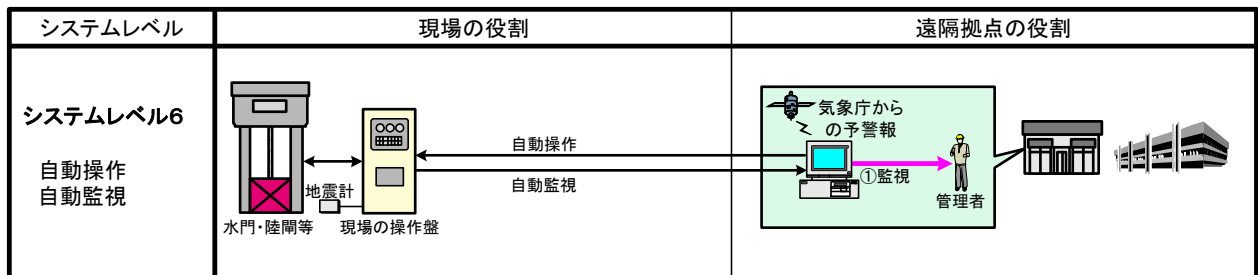 システムレベル
現場の役割
遠隔拠点の役割
システムレベル6
自動操作
自動監視
地震計
水門・陸閘等
現場の操作盤
自動操作
自動監視
気象庁から
の予警報
①監視
管理者